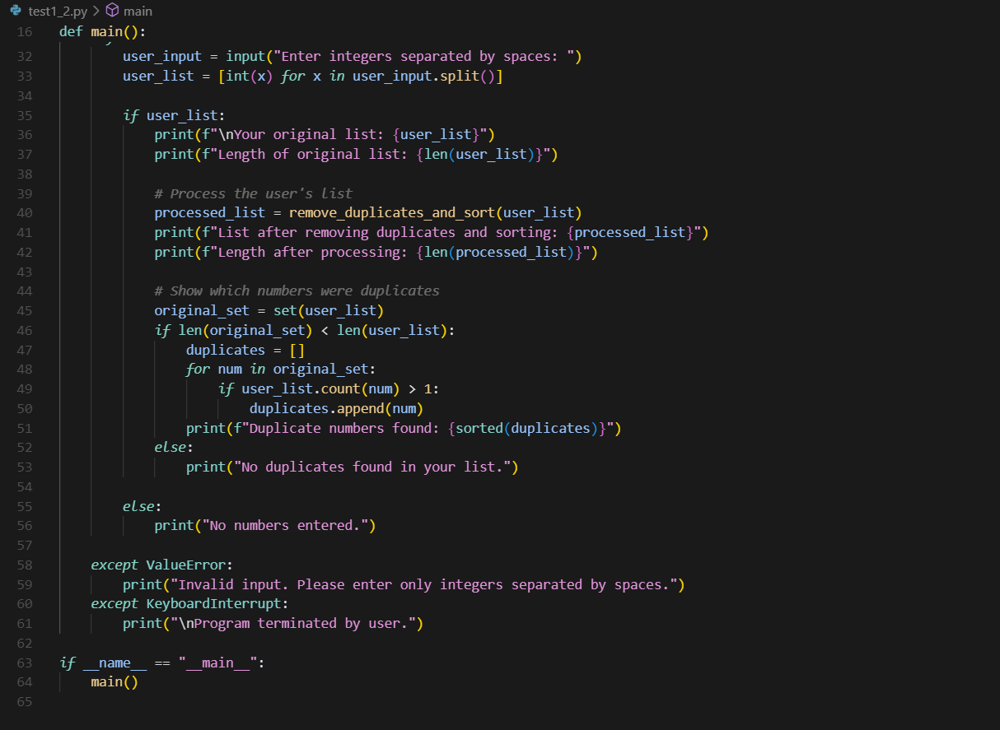 test1_2.py > main
16 def main():
32 user_input = input("Enter integers separated by spaces: ")
33 user_list = [int(x) for x in user_input.split()]
34
35 if user_list:
36 print(f"\nYour original list: {user_list}")
37 print(f"Length of original list: {len(user_list)}")
38
39 # Process the user's list
40 processed_list = remove_duplicates_and_sort(user_list)
41 print(f"List after removing duplicates and sorting: {processed_list}")
42 print(f"Length after processing: {len(processed_list)}")
43
44 # Show which numbers were duplicates
45 original_set = set(user_list)
46 if len(original_set) < len(user_list):
47 duplicates = []
48 for num in original_set:
49 if user_list.count(num) > 1:
50 duplicates.append(num)
51 print(f"Duplicate numbers found: {sorted(duplicates)}")
52 else:
53 print("No duplicates found in your list.")
54
55 else:
56 print("No numbers entered.")
57
58 except ValueError:
59 print("Invalid input. Please enter only integers separated by spaces.")
60 except KeyboardInterrupt:
61 print("\nProgram terminated by user.")
62
63 if __name__ == "__main__":
64 main()
65